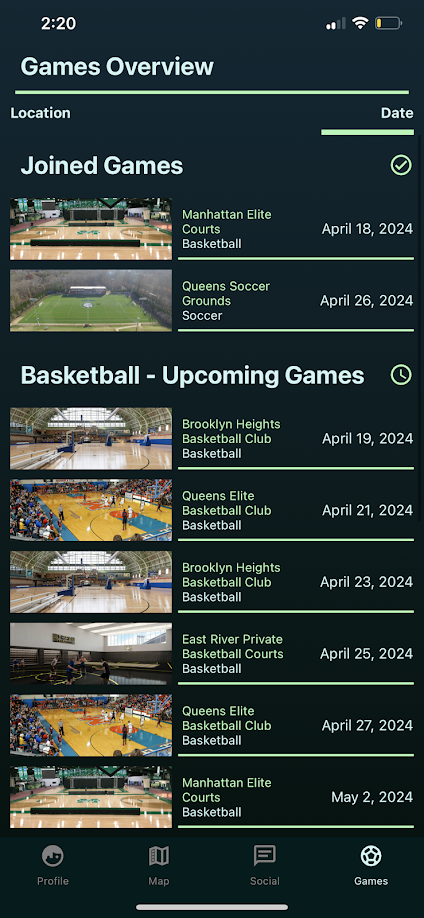 2:20
Games Overview
Location Date
Joined Games
Manhattan Elite
Courts
Basketball
April 18, 2024
Queens Soccer
Grounds
Soccer
April 26, 2024
Basketball - Upcoming Games
Brooklyn Heights
Basketball Club
Basketball
April 19, 2024
Queens Elite
Basketball Club
Basketball
April 21, 2024
Brooklyn Heights
Basketball Club
Basketball
April 23, 2024
East River Private
Basketball Courts
Basketball
April 25, 2024
Queens Elite
Basketball Club
Basketball
April 27, 2024
Manhattan Elite
Courts
Basketball
May 2, 2024
Profile Map Social Games